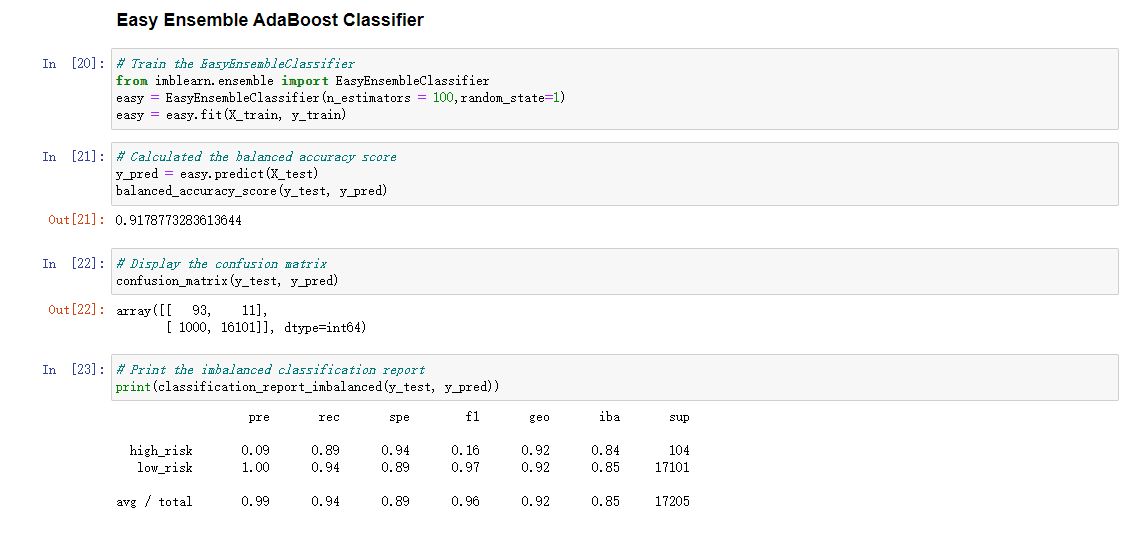 Easy Ensemble AdaBoost Classifier
In [20]: # Train the EasyEnsembleClassifier
from imblearn.ensemble import EasyEnsembleClassifier
easy = EasyEnsembleClassifier(n_estimators = 100,random_state=1)
easy = easy.fit(X_train, y_train)
In [21]: # Calculated the balanced accuracy score
y_pred = easy.predict(X_test)
balanced_accuracy_score(y_test, y_pred)
Out[21]: 0.9178773283613644
In [22]: # Display the confusion matrix
confusion_matrix(y_test, y_pred)
Out[22]: array([[   93,    11],
[ 1000, 16101]], dtype=int64)
In [23]: # Print the imbalanced classification report
print(classification_report_imbalanced(y_test, y_pred))
pre rec spe f1 geo iba sup
high_risk 0.09 0.89 0.94 0.16 0.92 0.84 104
low_risk 1.00 0.94 0.89 0.97 0.92 0.85 17101
avg / total 0.99 0.94 0.89 0.96 0.92 0.85 17205